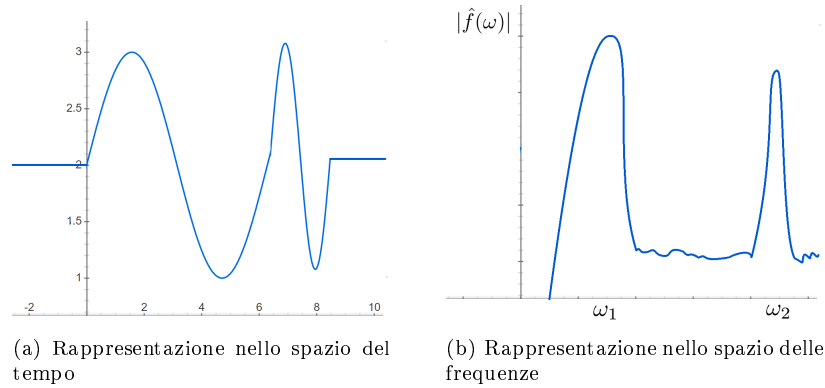 3
2.5
2
1.5
1
-2
2
4
6
8
10
|f̂(ω)|
ω₁
ω₂
(a) Rappresentazione nello spazio del
tempo
(b) Rappresentazione nello spazio delle
frequenze